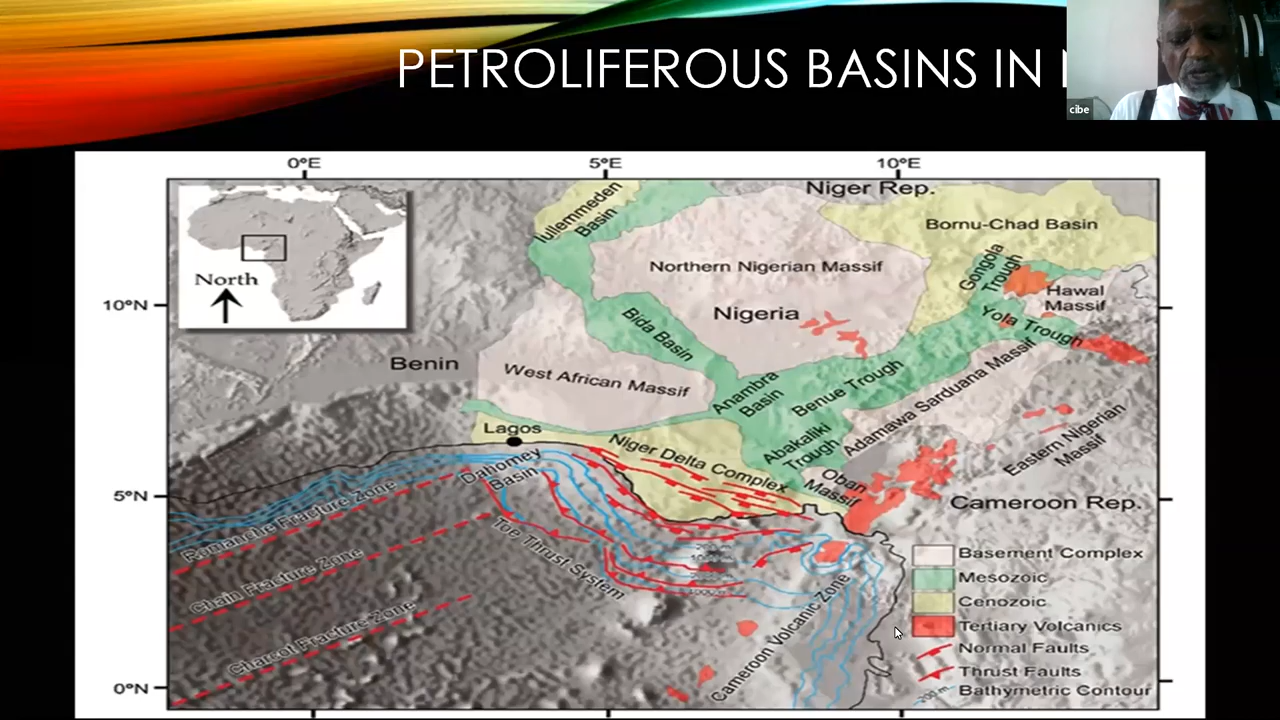 PETROLIFEROUS BASINS IN
cibe
0°E
5°E
10°E
Niger Rep.
Iullemmeden
Basin
Bornu-Chad Basin
North
Northern Nigerian Massif
Gongola
Trough
Hawal
Massif
10°N
Nigeria
Bida Basin
Yola Trough
Benin
West African Massif
Anambra
Basin
Benue Trough
Adamawa Sarduana Massif
Lagos
Niger Delta Complex
Abakaliki
Trough
Eastern Nigerian
Massif
Dahomey
Basin
Oban
Massif
5°N
Cameroon Rep.
Romanche Fracture Zone
Toe Thrust System
Chain Fracture Zone
Charcot Fracture Zone
Cameroon Volcanic Zone
0°N
Basement Complex
Mesozoic
Cenozoic
Tertiary Volcanics
Normal Faults
Thrust Faults
Bathymetric Contour